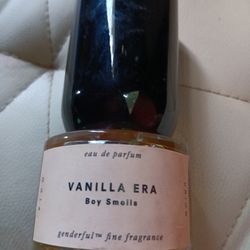 eau de parfum
VANILLA ERA
Boy Smells
genderful™ fine fragrance